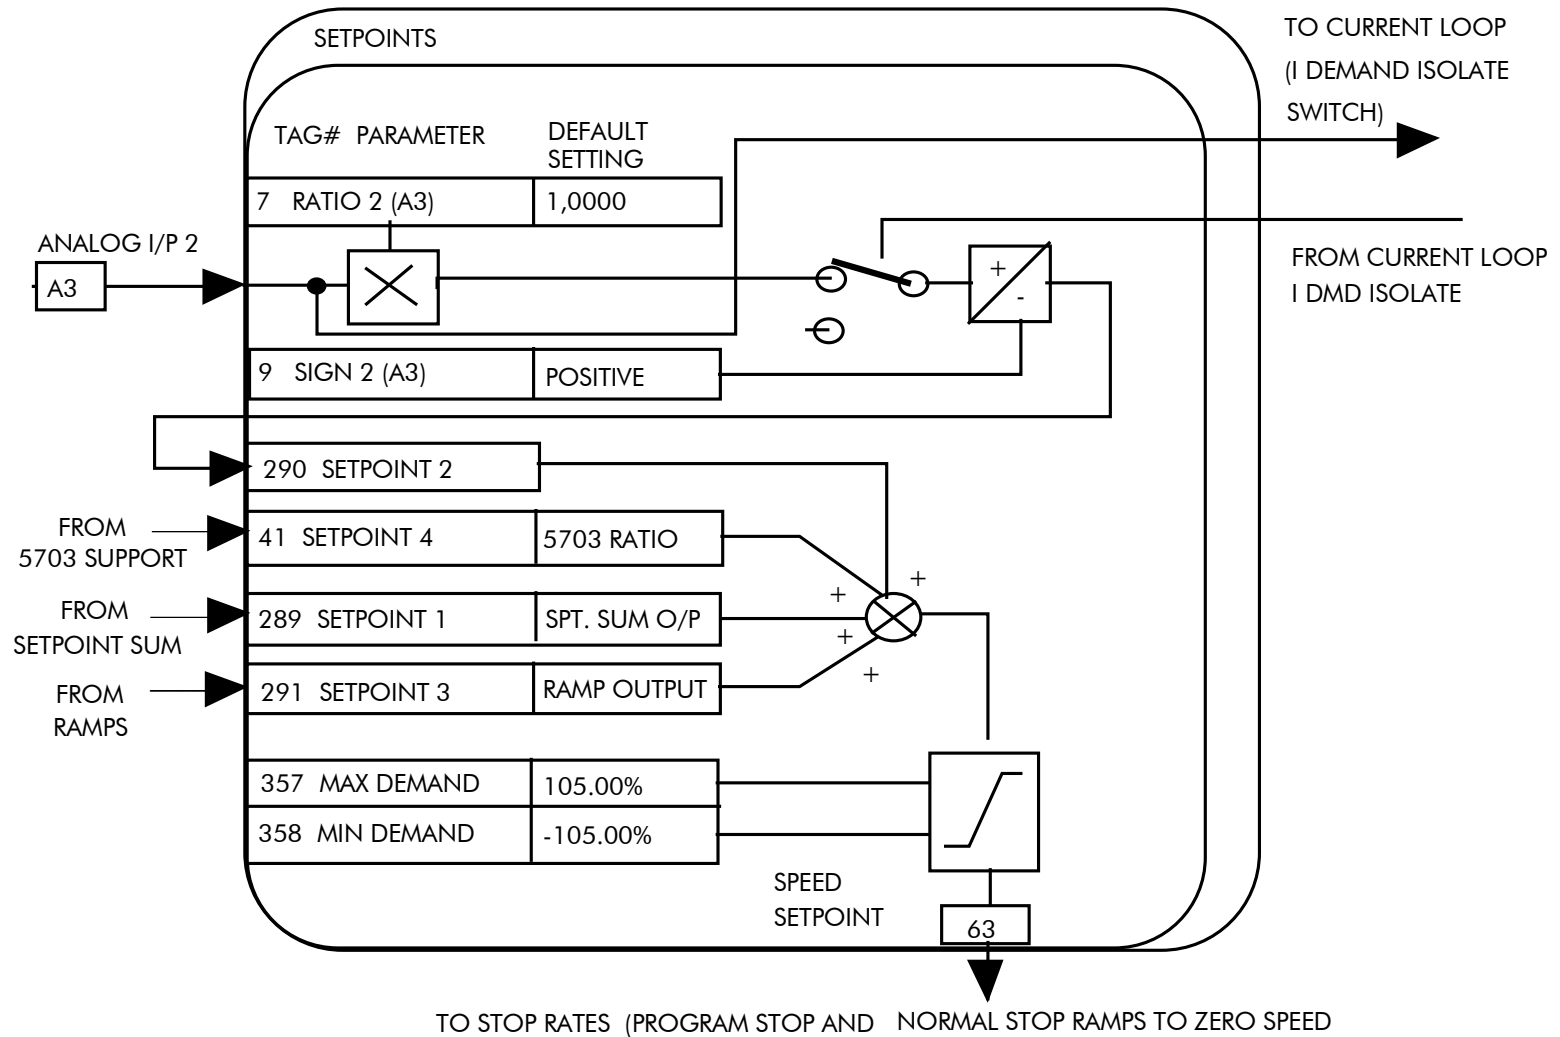 SETPOINTS
TO CURRENT LOOP
(I DEMAND ISOLATE
SWITCH)
TAG# PARAMETER
DEFAULT
SETTING
7 RATIO 2 (A3)
1,0000
ANALOG I/P 2
A3
+
-
FROM CURRENT LOOP
I DMD ISOLATE
9 SIGN 2 (A3)
POSITIVE
290 SETPOINT 2
FROM
5703 SUPPORT
41 SETPOINT 4
5703 RATIO
+
+
FROM
SETPOINT SUM
289 SETPOINT 1
SPT. SUM O/P
+
+
FROM
RAMPS
291 SETPOINT 3
RAMP OUTPUT
357 MAX DEMAND
105.00%
358 MIN DEMAND
-105.00%
SPEED
SETPOINT
63
TO STOP RATES (PROGRAM STOP AND NORMAL STOP RAMPS TO ZERO SPEED